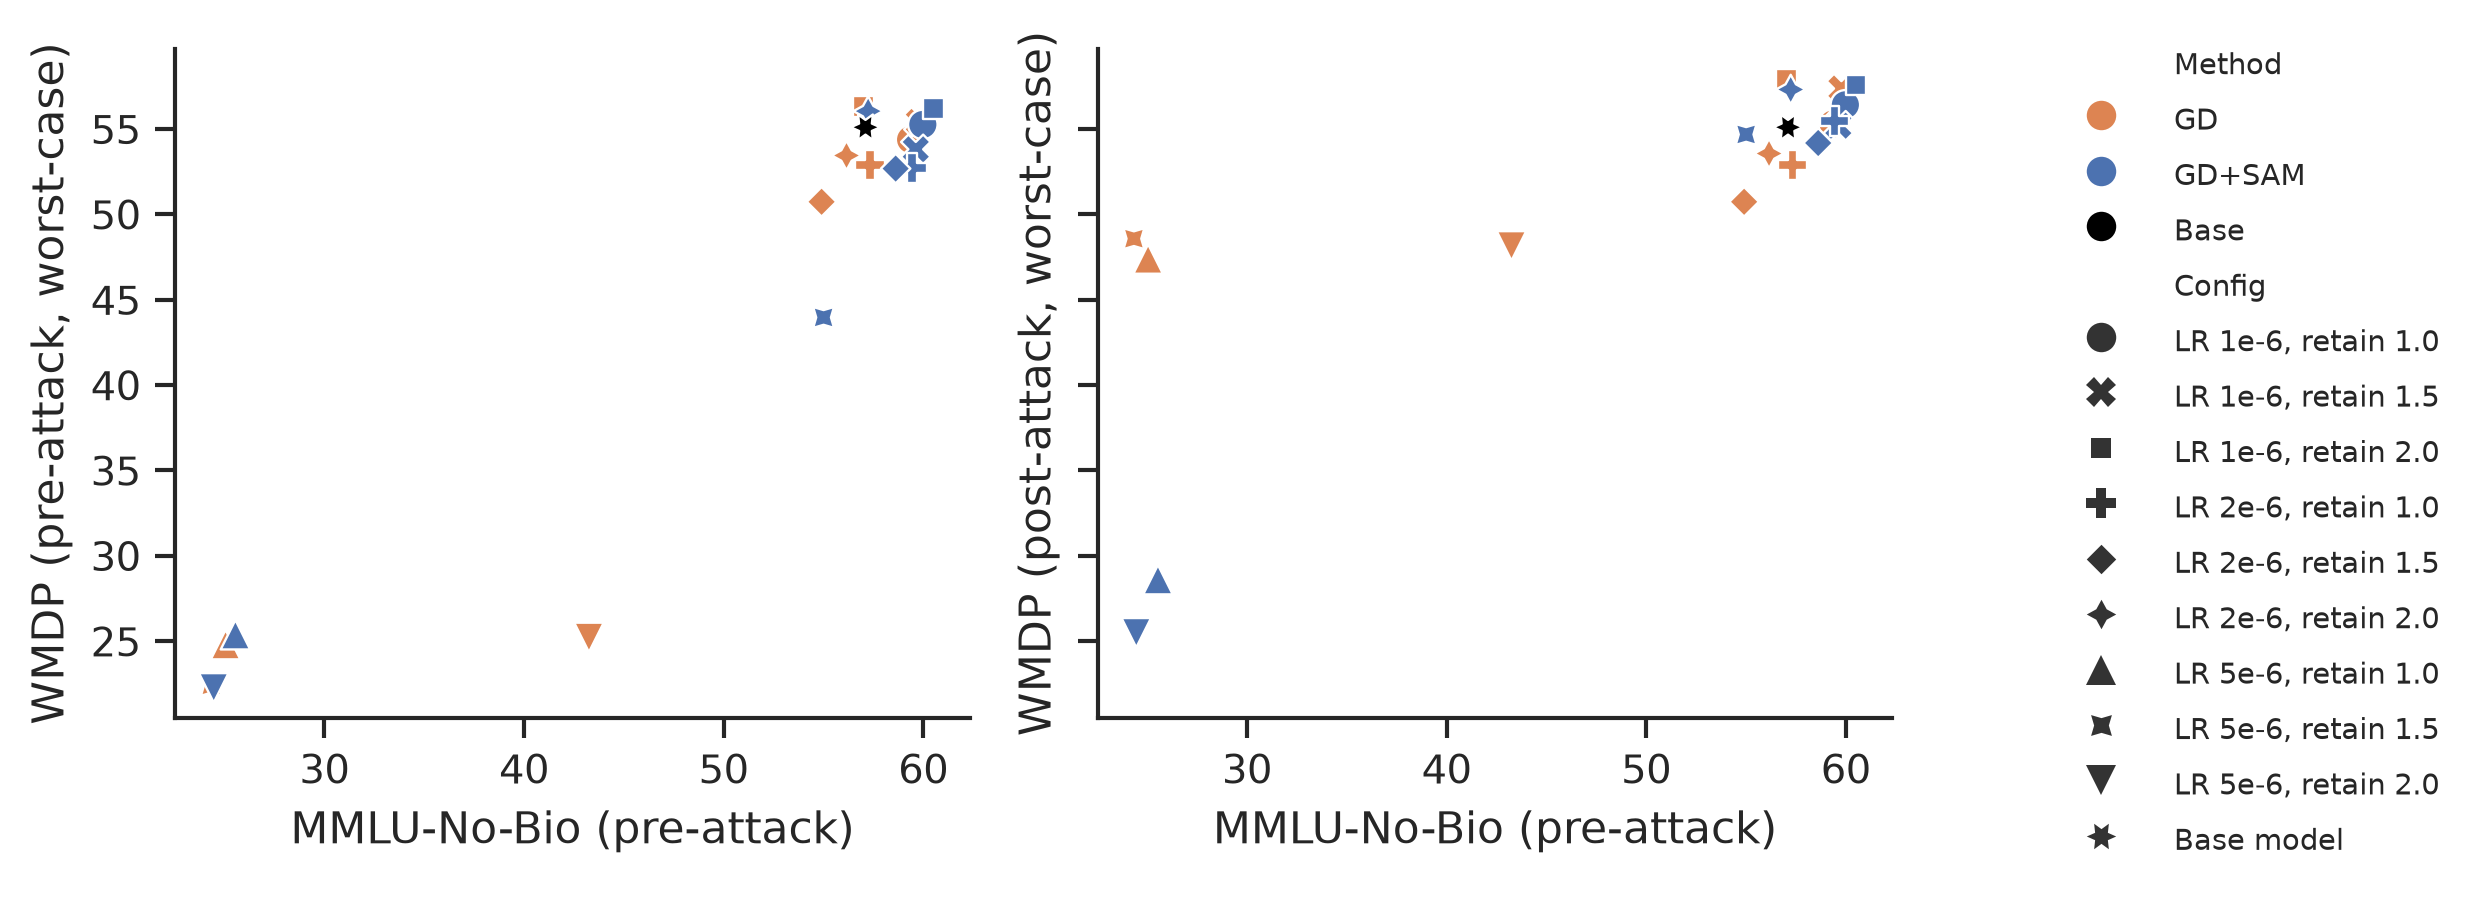 WMDP (pre-attack, worst-case)
55
50
45
40
35
30
25
30 40 50 60
MMLU-No-Bio (pre-attack)
WMDP (post-attack, worst-case)
30 40 50 60
MMLU-No-Bio (pre-attack)
Method
GD
GD+SAM
Base
Config
LR 1e-6, retain 1.0
LR 1e-6, retain 1.5
LR 1e-6, retain 2.0
LR 2e-6, retain 1.0
LR 2e-6, retain 1.5
LR 2e-6, retain 2.0
LR 5e-6, retain 1.0
LR 5e-6, retain 1.5
LR 5e-6, retain 2.0
Base model